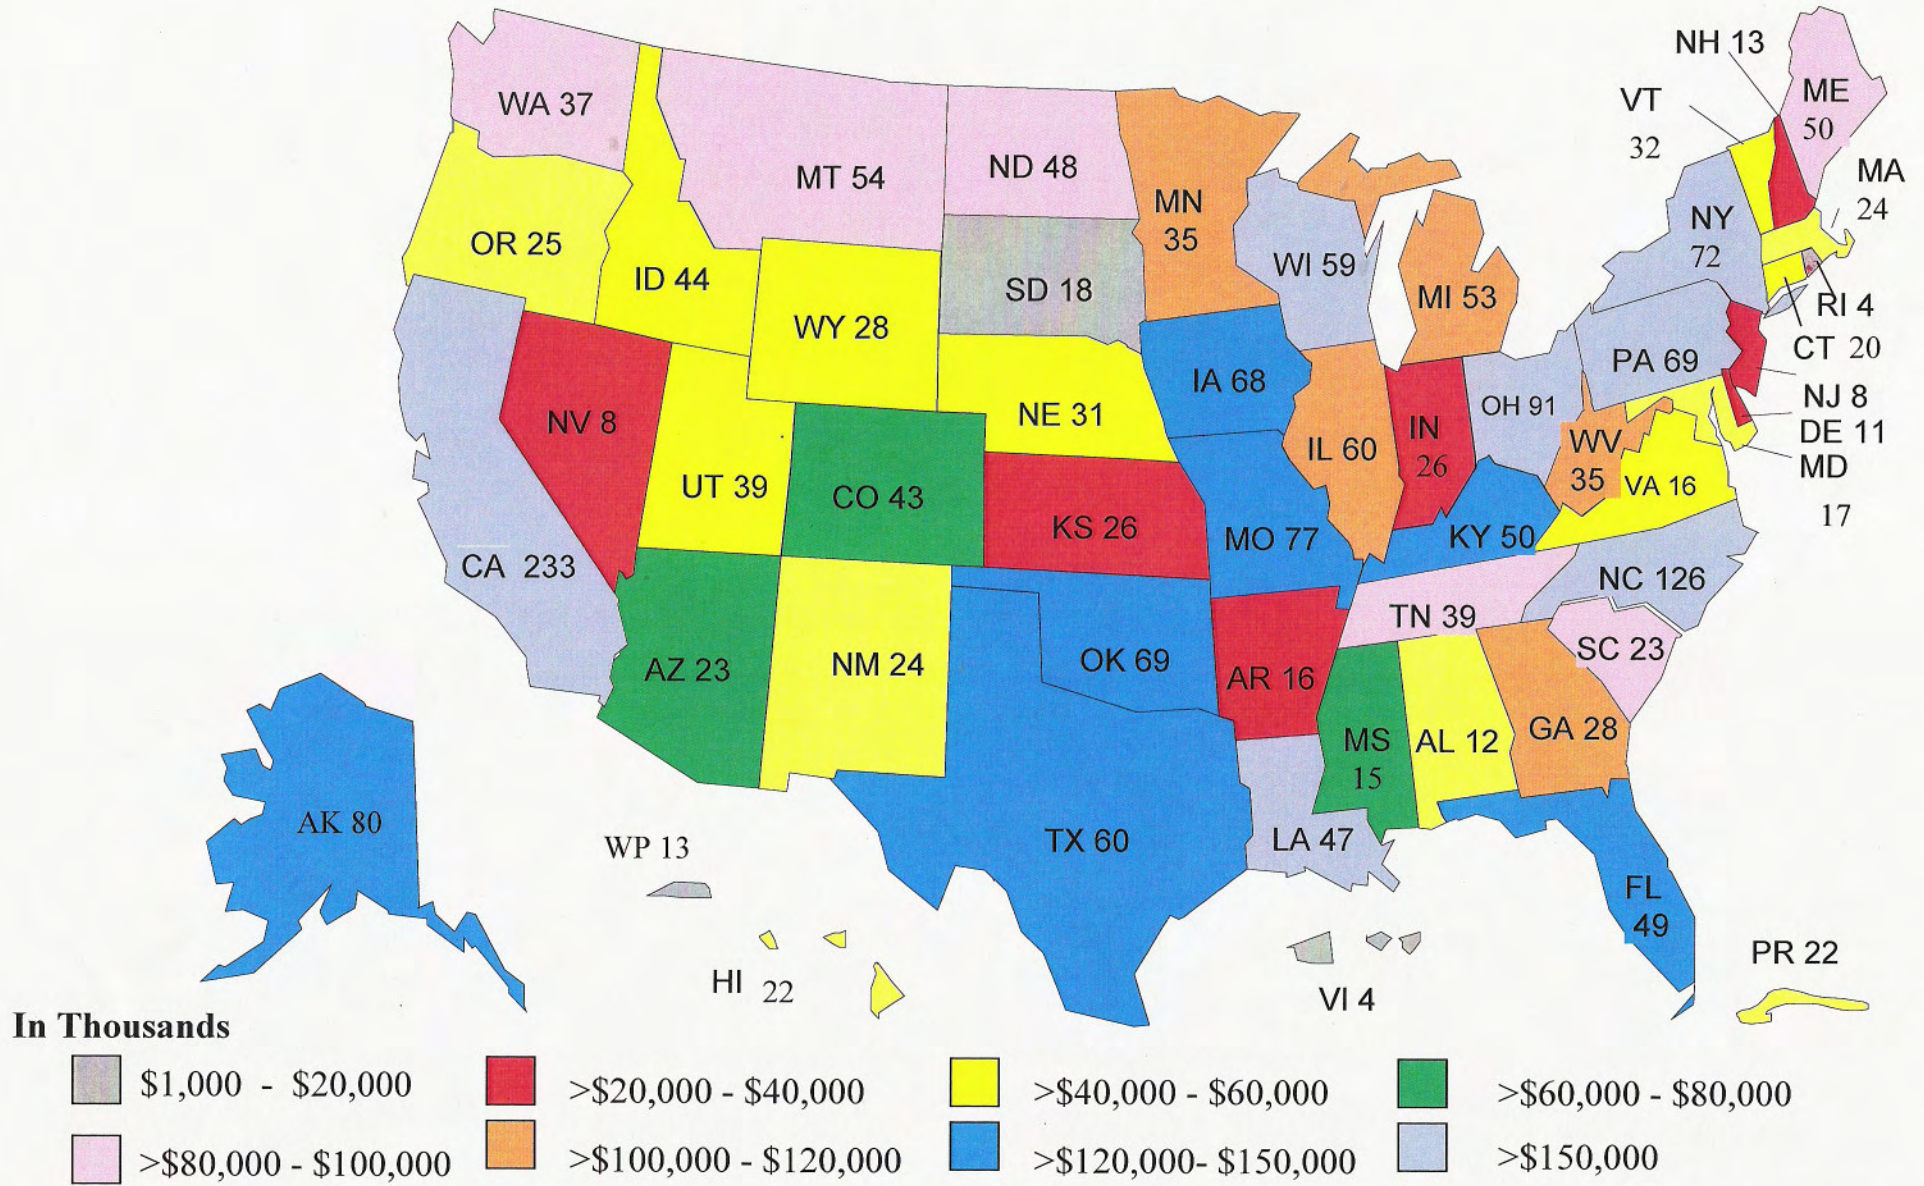 NH 13
VT
32
ME
50
WA 37
MA
24
MT 54
ND 48
MN
35
NY
72
OR 25
ID 44
SD 18
WI 59
MI 53
RI 4
WY 28
CT 20
PA 69
IA 68
NJ 8
NV 8
NE 31
OH 91
DE 11
IN
26
WV
35
IL 60
MD
17
UT 39
CO 43
VA 16
KS 26
MO 77
KY 50
CA 233
NC 126
TN 39
SC 23
AZ 23
NM 24
OK 69
AR 16
GA 28
MS
15
AL 12
AK 80
WP 13
TX 60
LA 47
FL
49
HI 22
VI 4
PR 22
In Thousands
$1,000 - $20,000
>$20,000 - $40,000
>$40,000 - $60,000
>$60,000 - $80,000
>$80,000 - $100,000
>$100,000 - $120,000
>$120,000- $150,000
>$150,000